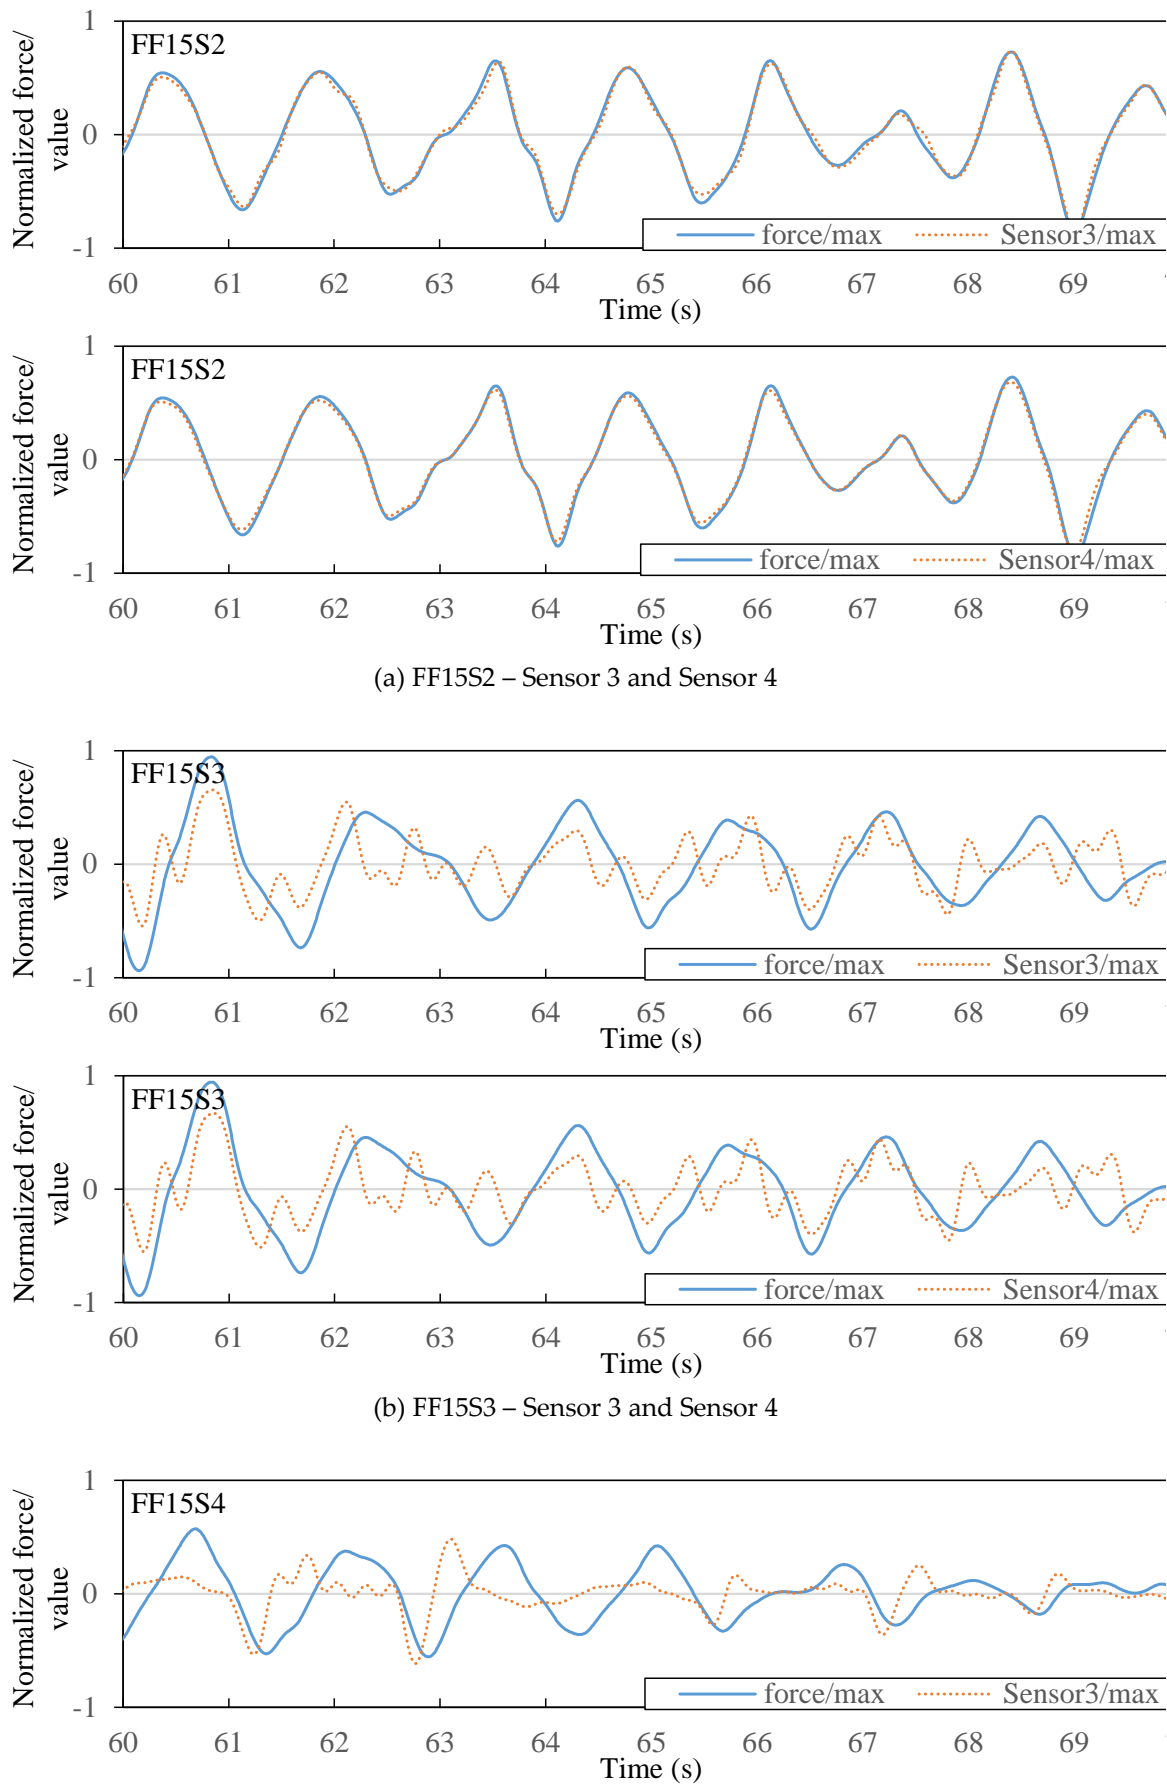 1
FF15S2
Normalized force/
value
0
-1
force/max
Sensor3/max
60 61 62 63 64 65 66 67 68 69
Time (s)
1
FF15S2
Normalized force/
value
0
-1
force/max
Sensor4/max
60 61 62 63 64 65 66 67 68 69
Time (s)
(a) FF15S2 – Sensor 3 and Sensor 4
1
FF15S3
Normalized force/
value
0
-1
force/max
Sensor3/max
60 61 62 63 64 65 66 67 68 69
Time (s)
1
FF15S3
Normalized force/
value
0
-1
force/max
Sensor4/max
60 61 62 63 64 65 66 67 68 69
Time (s)
(b) FF15S3 – Sensor 3 and Sensor 4
1
FF15S4
Normalized force/
value
0
-1
force/max
Sensor3/max
60 61 62 63 64 65 66 67 68 69
Time (s)